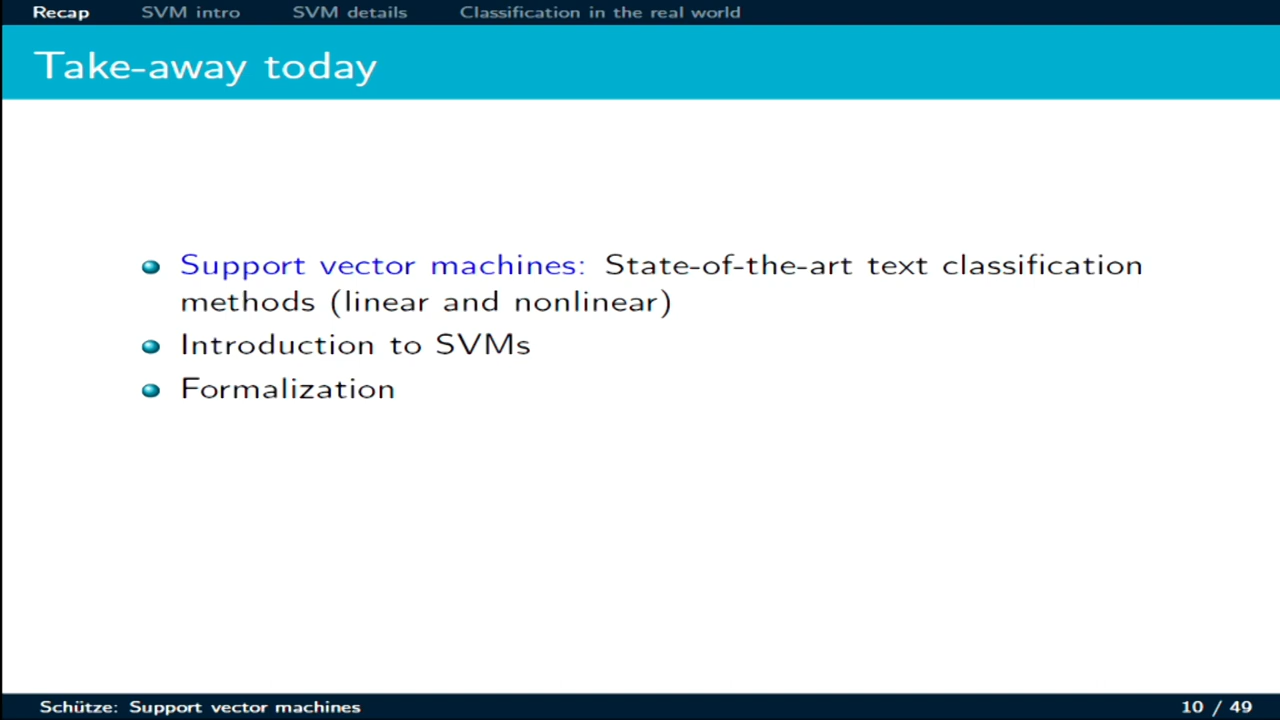 Recap SVM intro SVM details Classification in the real world
Take-away today
Support vector machines: State-of-the-art text classification
methods (linear and nonlinear)
Introduction to SVMs
Formalization
Schütze: Support vector machines 10 / 49